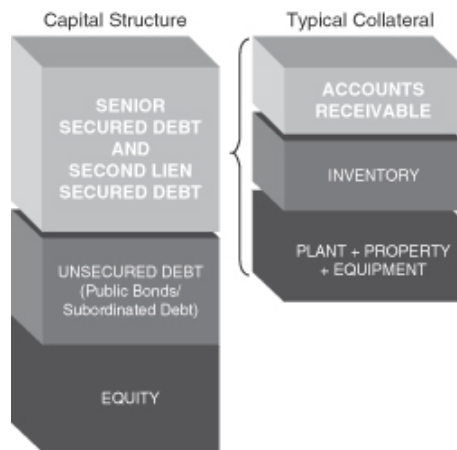 Capital Structure
SENIOR
SECURED DEBT
AND
SECOND LIEN
SECURED DEBT
UNSECURED DEBT
(Public Bonds/
Subordinated Debt)
EQUITY
Typical Collateral
ACCOUNTS
RECEIVABLE
INVENTORY
PLANT + PROPERTY
+ EQUIPMENT